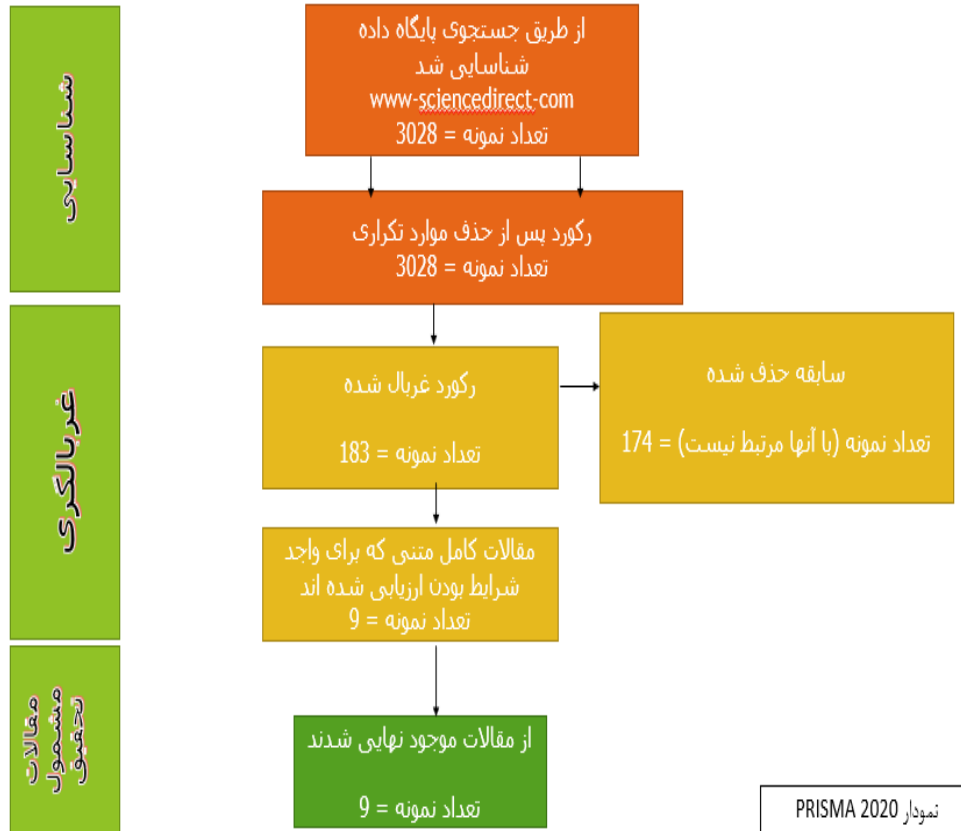 شناسایی
از طریق جستجوی پایگاه داده
شناسایی شد
www-sciencedirect-com
تعداد نمونه = 3028
رکورد پس از حذف موارد تکراری
تعداد نمونه = 3028
غربالگری
رکورد غربال شده
تعداد نمونه = 183
سابقه حذف شده
تعداد نمونه (با آنها مرتبط نیست) = 174
مقالات کامل متنی که برای واجد
شرایط بودن ارزیابی شده اند
تعداد نمونه = 9
مقالات
مشمول
تحقیق
از مقالات موجود نهایی شدند
تعداد نمونه = 9
نمودار PRISMA 2020